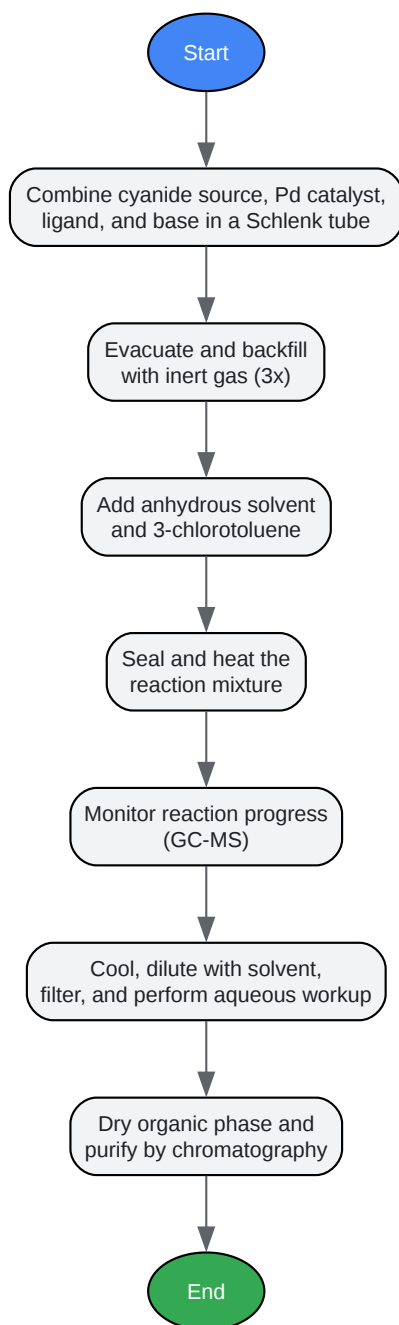 Start
Combine cyanide source, Pd catalyst,
ligand, and base in a Schlenk tube
Evacuate and backfill
with inert gas (3x)
Add anhydrous solvent
and 3-chlorotoluene
Seal and heat the
reaction mixture
Monitor reaction progress
(GC-MS)
Cool, dilute with solvent,
filter, and perform aqueous workup
Dry organic phase and
purify by chromatography
End